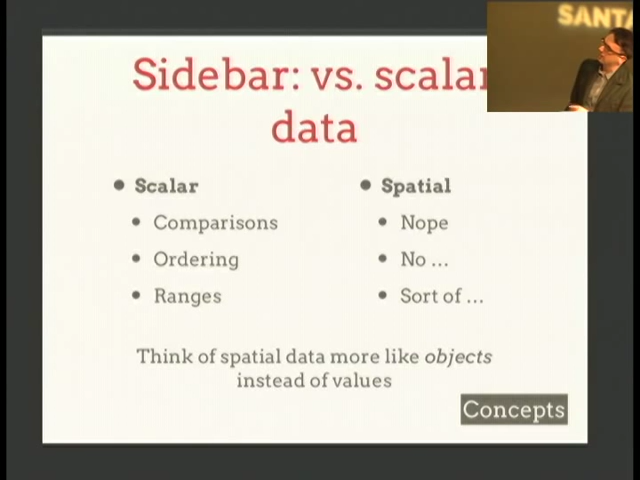 SANTA
Sidebar: vs. scalar
data
Scalar
Comparisons
Ordering
Ranges
Spatial
Nope
No ...
Sort of ...
Think of spatial data more like objects
instead of values
Concepts